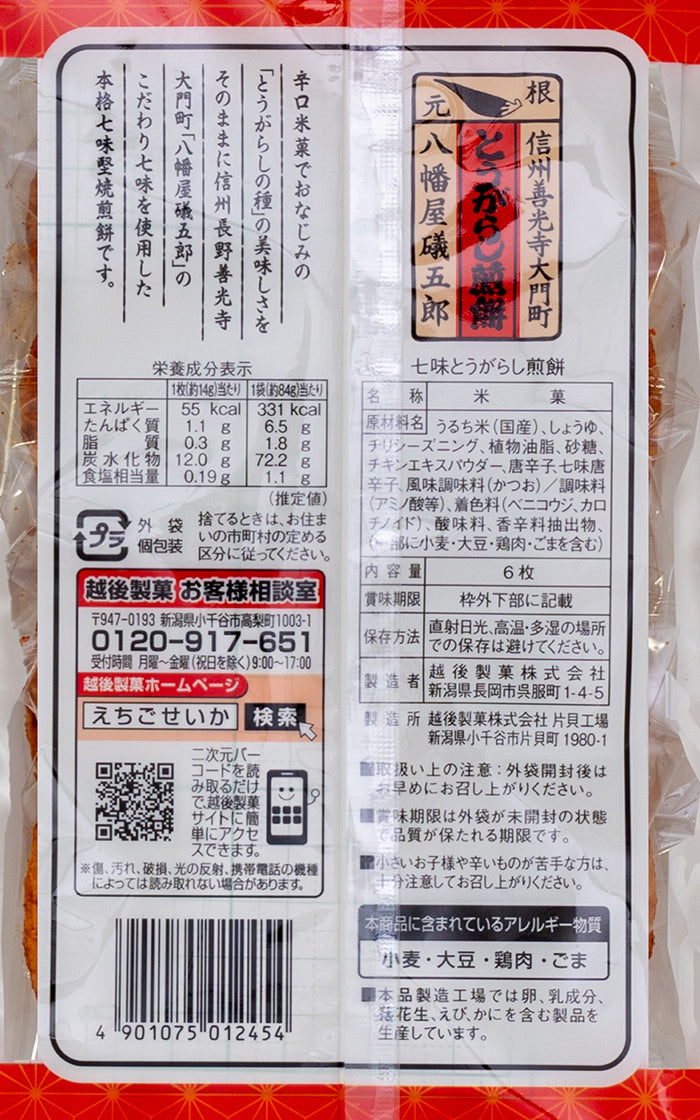 辛口米菓でおなじみの
「とうがらしの種」の美味しさを
そのままに信州長野善光寺
大門町「八幡屋礒五郎」の
こだわり七味を使用した
本格七味堅焼煎餅です。
根元
信州善光寺大門町
とうがらし煎餅
八幡屋礒五郎
栄養成分表示
1枚(約14g)当たり 1袋(約84g)当たり
エネルギー 55 kcal 331 kcal
たんぱく質 1.1 g 6.5 g
脂質 0.3 g 1.8 g
炭水化物 12.0 g 72.2 g
食塩相当量 0.19 g 1.1 g
(推定値)
プラ
外袋
個包装
捨てるときは、お住ま
いの市町村の定める
区分に従ってください。
越後製菓 お客様相談室
〒947-0193 新潟県小千谷市高梨町1003-1
0120-917-651
受付時間 月曜～金曜(祝日を除く)9:00～17:00
越後製菓ホームページ
えちごせいか 検索
二次元バー
コードを読
み取るだけ
で、越後製菓
サイトに簡
単にアクセ
スできます。
※傷、汚れ、破損、光の反射、携帯電話の機種
によっては読み取れない場合があります。
4 901075 012454
七味とうがらし煎餅
名称 米菓
原材料名 うるち米(国産)、しょうゆ、
チリシーズニング、植物油脂、砂糖、
チキンエキスパウダー、唐辛子、七味唐
辛子、風味調味料(かつお)／調味料
(アミノ酸等)、着色料(ベニコウジ、カロ
チノイド)、酸味料、香辛料抽出物、
(一部に小麦・大豆・鶏肉・ごまを含む)
内容量 6枚
賞味期限 枠外下部に記載
保存方法 直射日光、高温・多湿の場所
での保存は避けてください。
製造者 越後製菓株式会社
新潟県長岡市呉服町1-4-5
製造所 越後製菓株式会社 片貝工場
新潟県小千谷市片貝町 1980-1
■取扱い上の注意：外袋開封後は
お早めにお召し上がりください。
■賞味期限は外袋が未開封の状態
で品質が保たれる期限です。
■小さいお子様や辛いものが苦手な方は、
十分注意してお召し上がりください。
本商品に含まれているアレルギー物質
小麦・大豆・鶏肉・ごま
■本品製造工場では卵、乳成分、
落花生、えび、かにを含む製品を
生産しています。